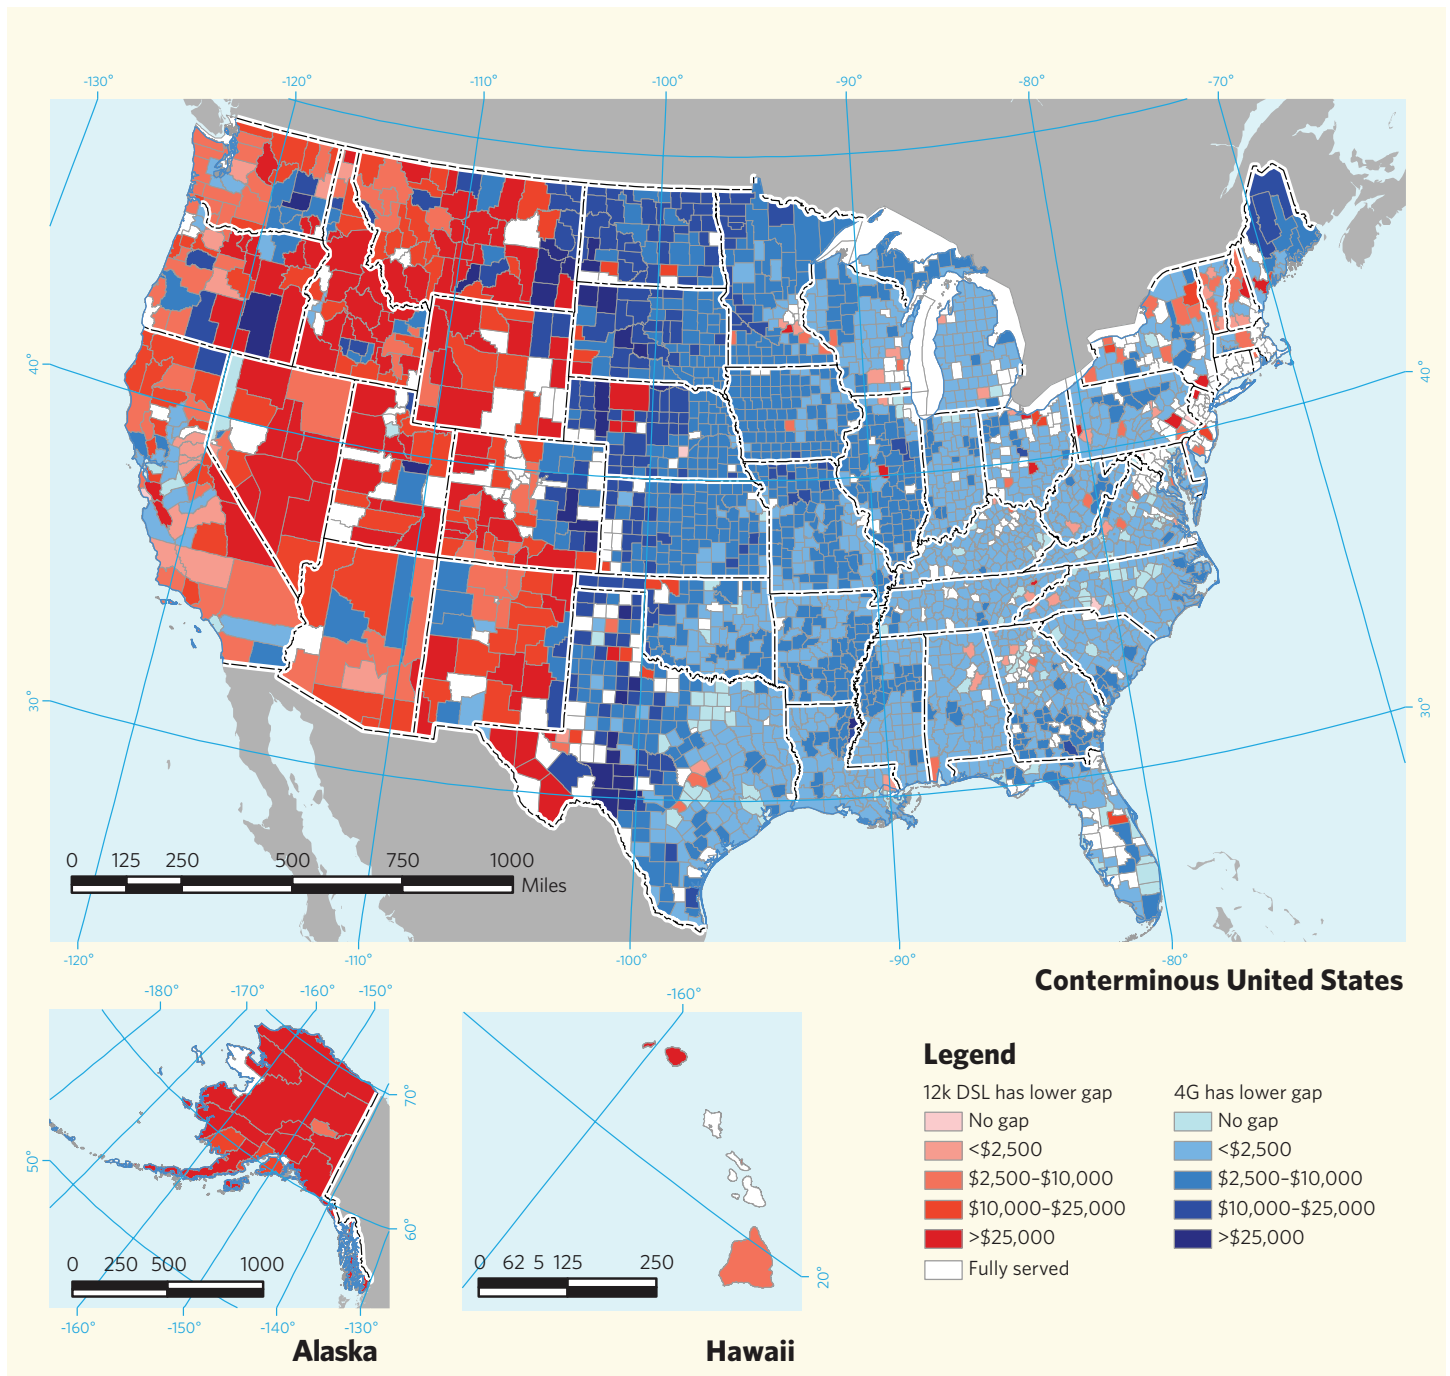 -130° -120° -110° -100° -90° -80° -70°
40° 40°
30° 30°
0 125 250 500 750 1000
Miles
-120° -110° -100° -90° -80°
Conterminous United States
-180° -170° -160° -150°
70°
50°
60°
0 250 500 1000
-160° -150° -140° -130°
Alaska
-160°
20°
0 62 5 125 250
Hawaii
Legend
12k DSL has lower gap
No gap
<$2,500
$2,500–$10,000
$10,000–$25,000
>$25,000
Fully served
4G has lower gap
No gap
<$2,500
$2,500–$10,000
$10,000–$25,000
>$25,000